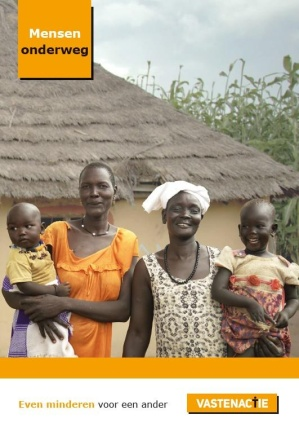 Mensen
onderweg
Even minderen voor een ander
VASTENACTIE